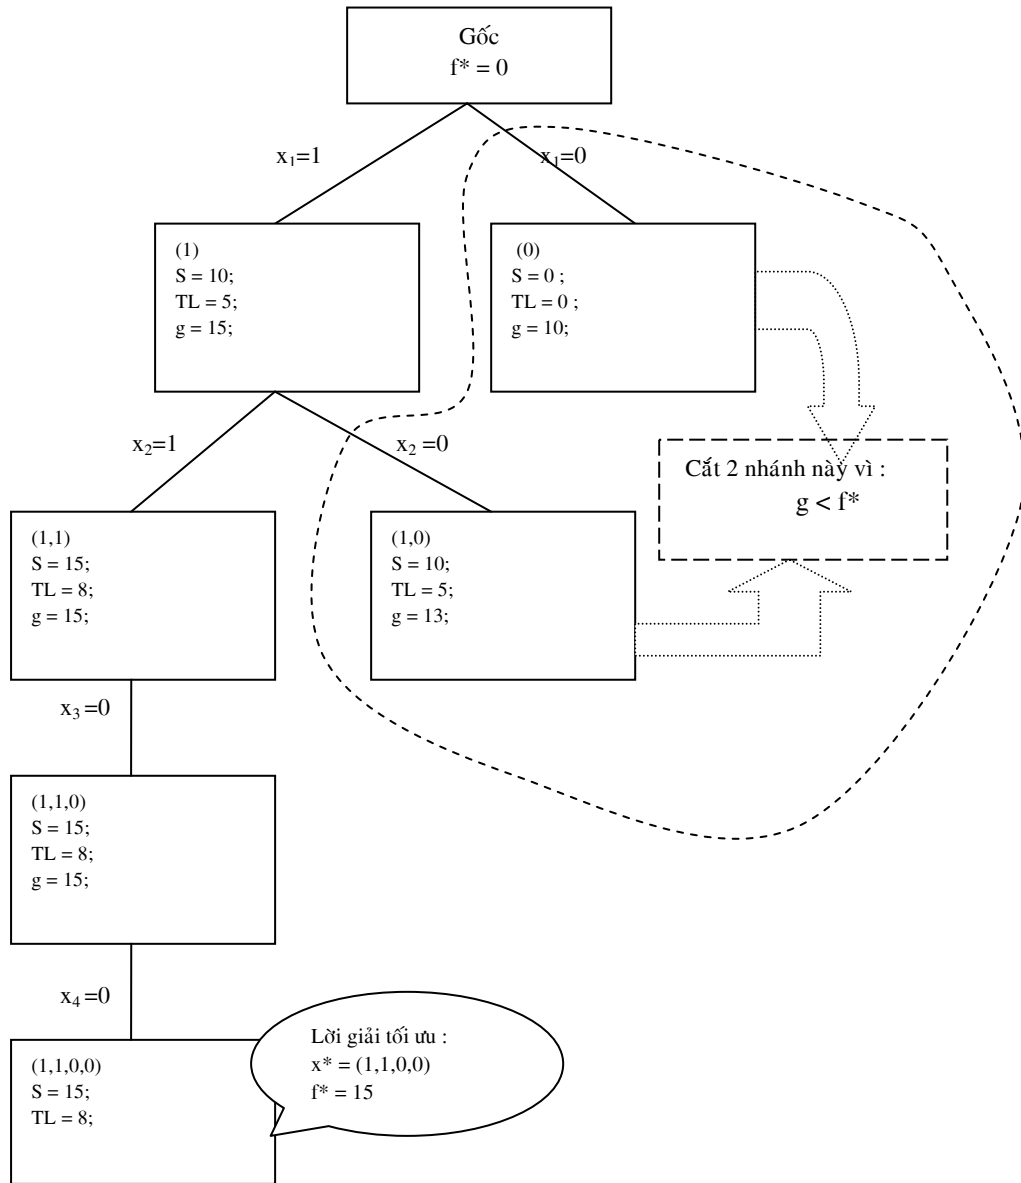 Gốc
f* = 0
x₁=1
x₁=0
(1)
S = 10;
TL = 5;
g = 15;
(0)
S = 0 ;
TL = 0 ;
g = 10;
x₂=1
x₂ =0
Cắt 2 nhánh này vì :
g < f*
(1,1)
S = 15;
TL = 8;
g = 15;
(1,0)
S = 10;
TL = 5;
g = 13;
x₃ =0
(1,1,0)
S = 15;
TL = 8;
g = 15;
x₄ =0
(1,1,0,0)
S = 15;
TL = 8;
Lời giải tối ưu :
x* = (1,1,0,0)
f* = 15